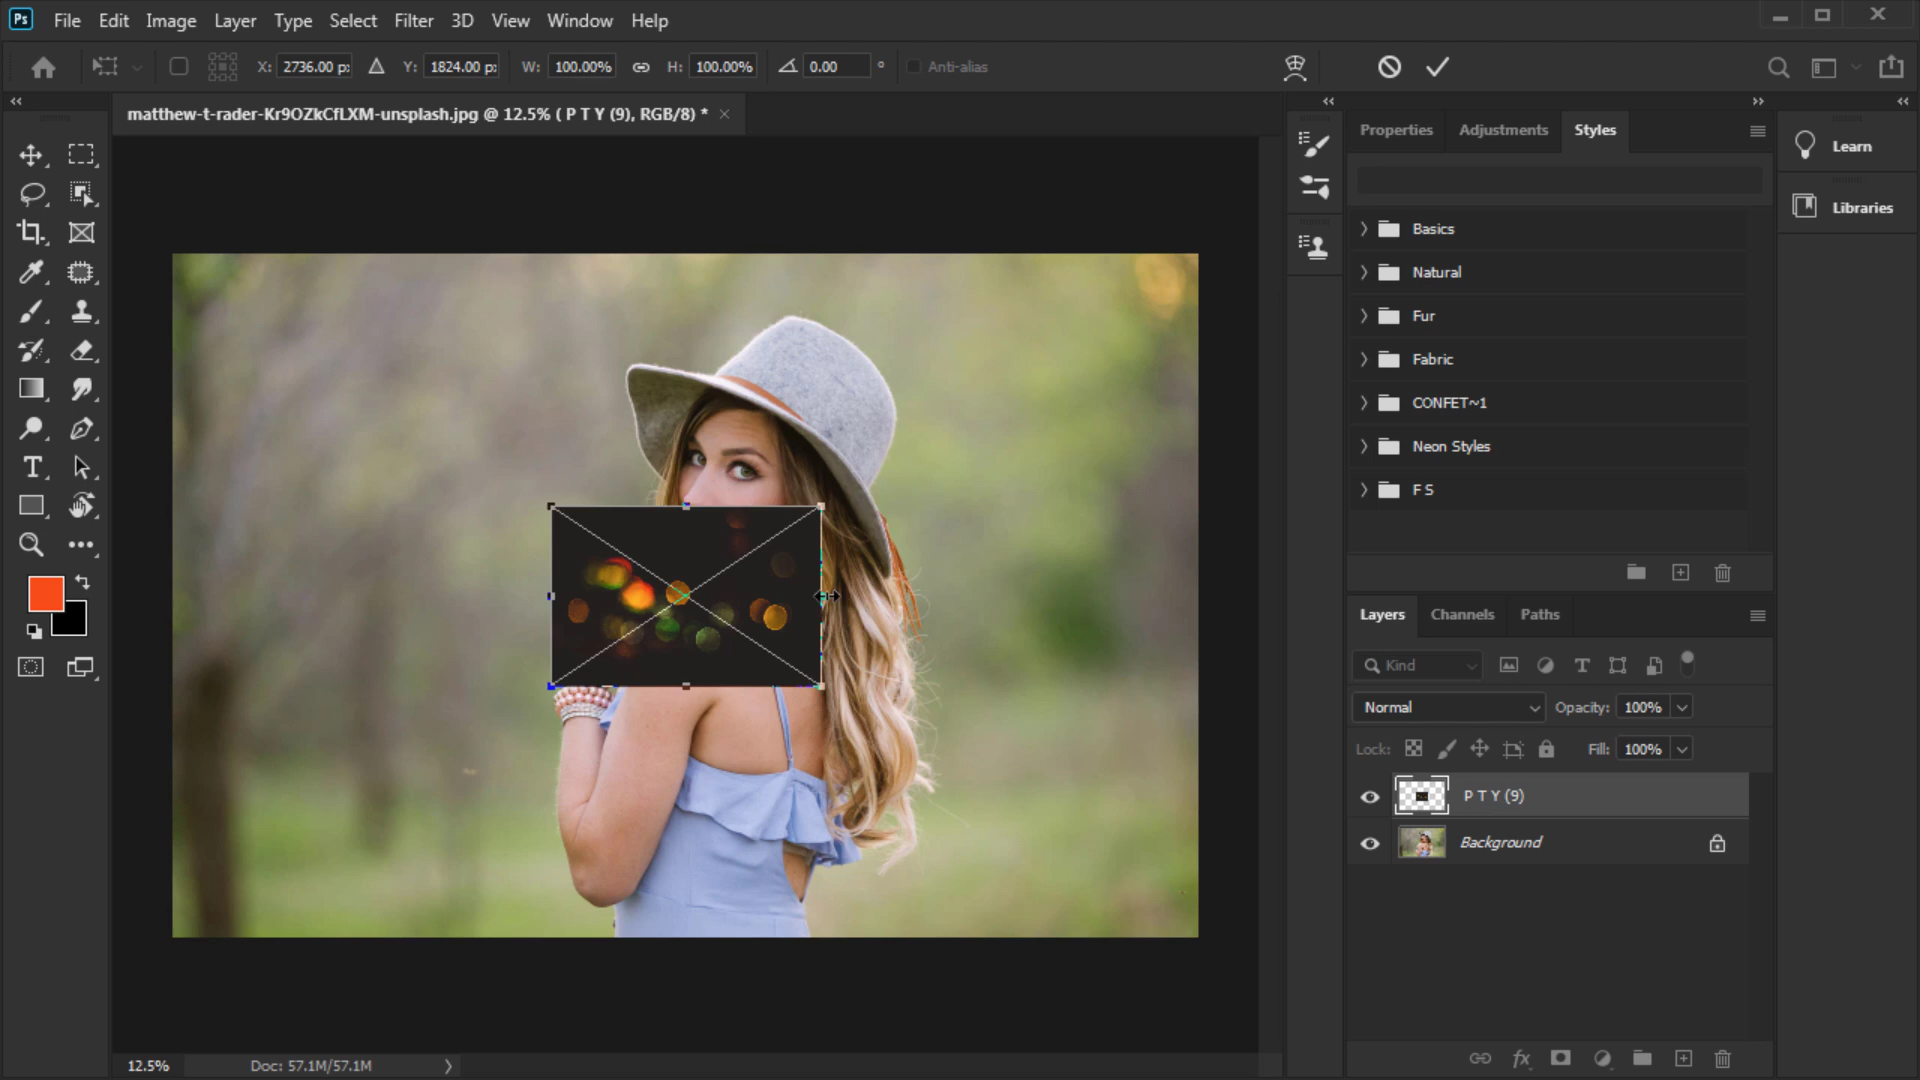 Ps File Edit Image Layer Type Select Filter 3D View Window Help
X: 2736.00 p: Y: 1824.00 p: W: 100.00% H: 100.00% 0.00 ° Anti-alias
matthew-t-rader-Kr9OZkCfLXM-unsplash.jpg @ 12.5% ( P T Y (9), RGB/8) *
Properties Adjustments Styles
Learn
Libraries
Basics
Natural
Fur
Fabric
CONFET~1
Neon Styles
F S
Layers Channels Paths
Kind
Normal Opacity: 100%
Lock: Fill: 100%
P T Y (9)
Background
12.5% Doc: 57.1M/57.1M